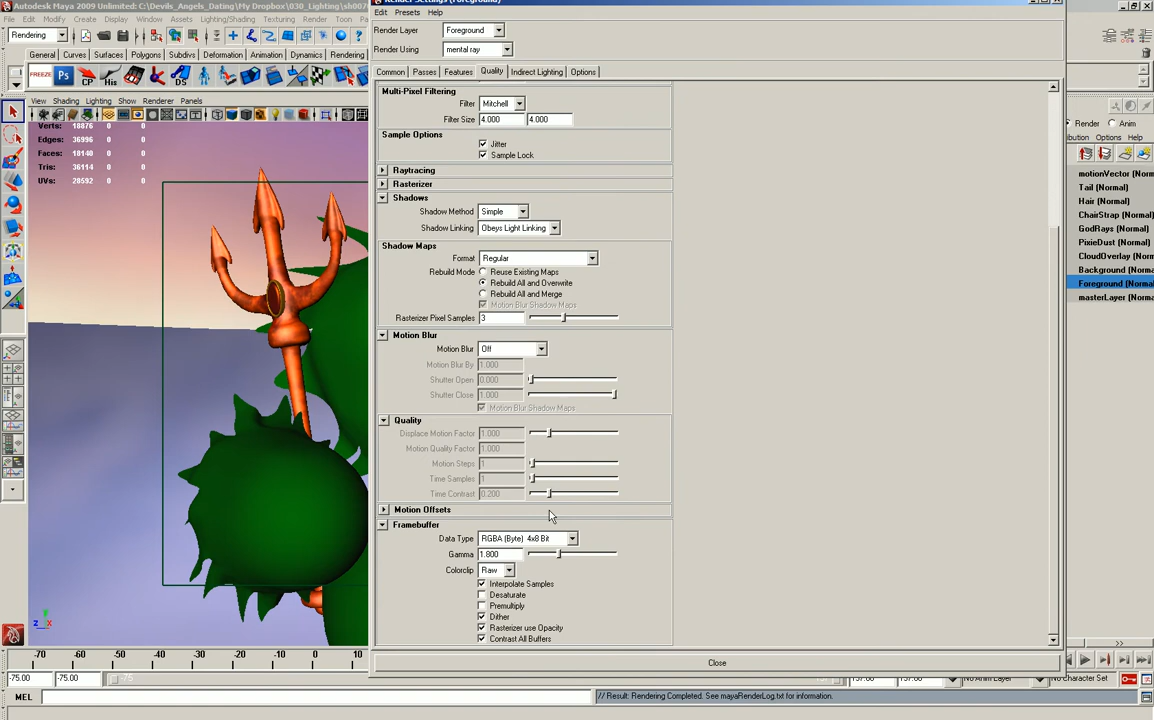 Autodesk Maya 2009 Unlimited: C:\Devils_Angels_Dating\My Dropbox\030_Lighting\sh007
File Edit Modify Create Display Window Assets Lighting/Shading Texturing Render
Rendering
General Curves Surfaces Polygons Subdivs Deformation Animation Dynamics Rendering
FREEZE Ps CP His DS
View Shading Lighting Show Renderer Panels
Verts: 18876 0 0
Edges: 36996 0 0
Faces: 18140 0 0
Tris: 36114 0 0
UVs: 28592 0 0
Render Settings (Foreground)
Edit Presets Help
Render Layer Foreground
Render Using mental ray
Common Passes Features Quality Indirect Lighting Options
Multi-Pixel Filtering
Filter Mitchell
Filter Size 4.000 4.000
Sample Options
Jitter
Sample Lock
Raytracing
Rasterizer
Shadows
Shadow Method Simple
Shadow Linking Obeys Light Linking
Shadow Maps
Format Regular
Rebuild Mode Reuse Existing Maps
Rebuild All and Overwrite
Rebuild All and Merge
Motion Blur Shadow Maps
Rasterizer Pixel Samples 3
Motion Blur
Motion Blur Off
Motion Blur By 1.000
Shutter Open 0.000
Shutter Close 1.000
Motion Blur Shadow Maps
Quality
Displace Motion Factor 1.000
Motion Quality Factor 1.000
Motion Steps 1
Time Samples 1
Time Contrast 0.200
Motion Offsets
Framebuffer
Data Type RGBA (Byte) 4x8 Bit
Gamma 1.800
Colorclip Raw
Interpolate Samples
Desaturate
Premultiply
Dither
Rasterizer use Opacity
Contrast All Buffers
Close
Render Anim
Options Help
motionVector (Norm
Tail (Normal)
Hair (Normal)
ChairStrap (Normal)
GodRays (Normal)
PixieDust (Normal)
CloudOverlay (Normal)
Background (Normal)
Foreground (Normal
masterLayer (Normal)
-70 -60 -50 -40 -30 -20 -10 0 10
-75.00 -75.00 -75
No Anim Layer No Character Set
MEL // Result: Rendering Completed. See mayaRenderLog.txt for information.